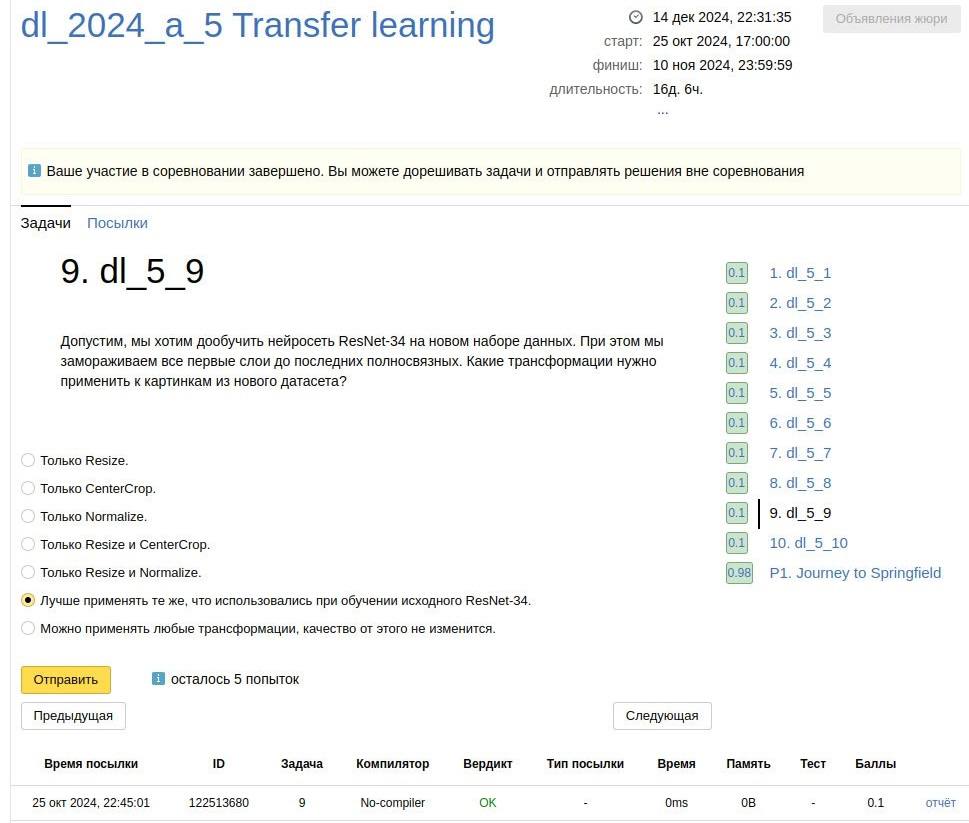 dl_2024_a_5 Transfer learning
14 дек 2024, 22:31:35
Объявления жюри
старт: 25 окт 2024, 17:00:00
финиш: 10 ноя 2024, 23:59:59
длительность: 16д. 6ч.
...
Ваше участие в соревновании завершено. Вы можете дорешивать задачи и отправлять решения вне соревнования
Задачи Посылки
9. dl_5_9
Допустим, мы хотим дообучить нейросеть ResNet-34 на новом наборе данных. При этом мы
замораживаем все первые слои до последних полносвязных. Какие трансформации нужно
применить к картинкам из нового датасета?
Только Resize.
Только CenterCrop.
Только Normalize.
Только Resize и CenterCrop.
Только Resize и Normalize.
Лучше применять те же, что использовались при обучении исходного ResNet-34.
Можно применять любые трансформации, качество от этого не изменится.
0.1 1. dl_5_1
0.1 2. dl_5_2
0.1 3. dl_5_3
0.1 4. dl_5_4
0.1 5. dl_5_5
0.1 6. dl_5_6
0.1 7. dl_5_7
0.1 8. dl_5_8
0.1 9. dl_5_9
0.1 10. dl_5_10
0.98 P1. Journey to Springfield
Отправить осталось 5 попыток
Предыдущая Следующая
Время посылки ID Задача Компилятор Вердикт Тип посылки Время Память Тест Баллы
25 окт 2024, 22:45:01 122513680 9 No-compiler OK - 0ms 0B - 0.1 отчёт